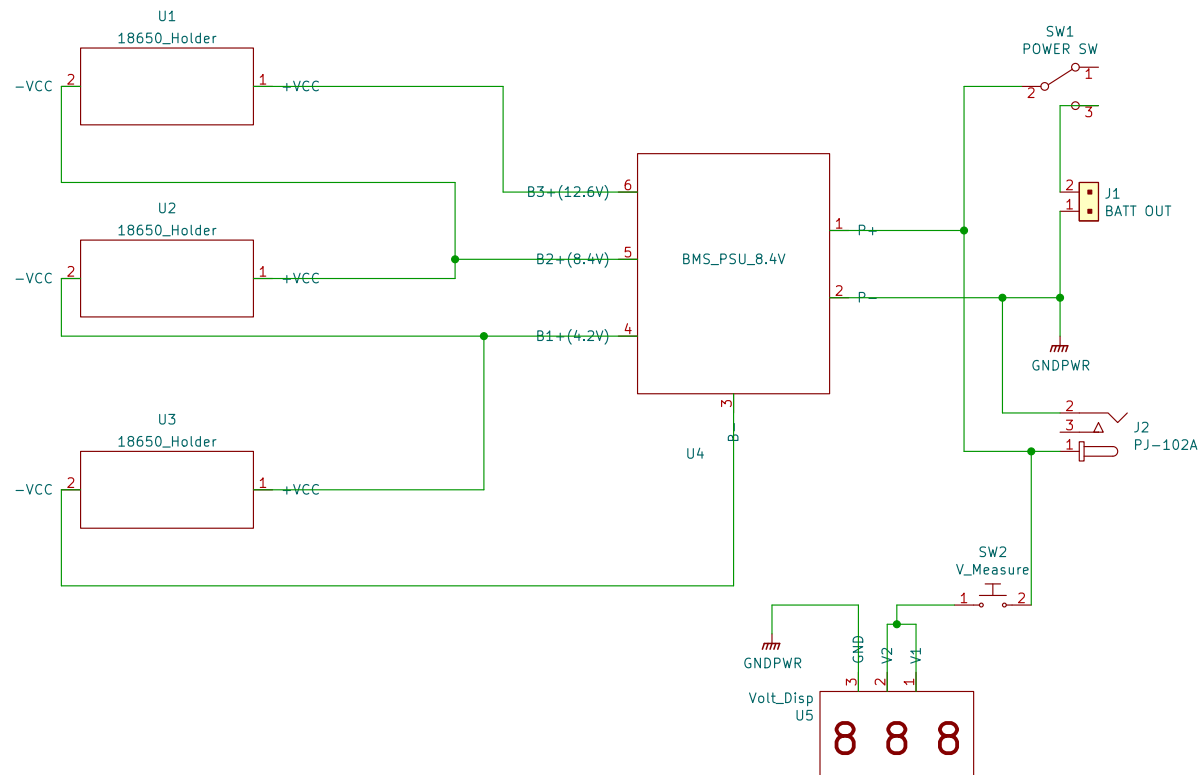 U1
18650_Holder
-VCC 2
1 +VCC
U2
18650_Holder
-VCC 2
1 +VCC
U3
18650_Holder
-VCC 2
1 +VCC
B3+(12.6V) 6
B2+(8.4V) 5
B1+(4.2V) 4
BMS_PSU_8.4V
1 P+
2 P-
3
B-
U4
SW1
POWER SW
1
2
3
2
1
J1
BATT OUT
GNDPWR
2
3
1
J2
PJ-102A
SW2
V_Measure
1 2
GNDPWR
GND
V2
V1
3
2
1
Volt_Disp
U5
8 8 8